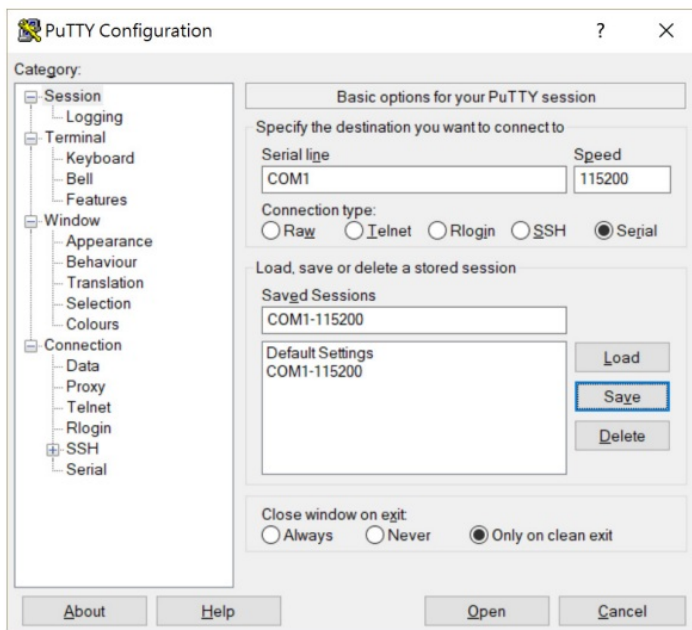 PuTTY Configuration
?
Category:
Session
Logging
Terminal
Keyboard
Bell
Features
Window
Appearance
Behaviour
Translation
Selection
Colours
Connection
Data
Proxy
Telnet
Rlogin
SSH
Serial
Basic options for your PuTTY session
Specify the destination you want to connect to
Serial line Speed
COM1 115200
Connection type:
Raw Telnet Rlogin SSH Serial
Load, save or delete a stored session
Saved Sessions
COM1-115200
Default Settings
COM1-115200
Load
Save
Delete
Close window on exit:
Always Never Only on clean exit
About Help Open Cancel